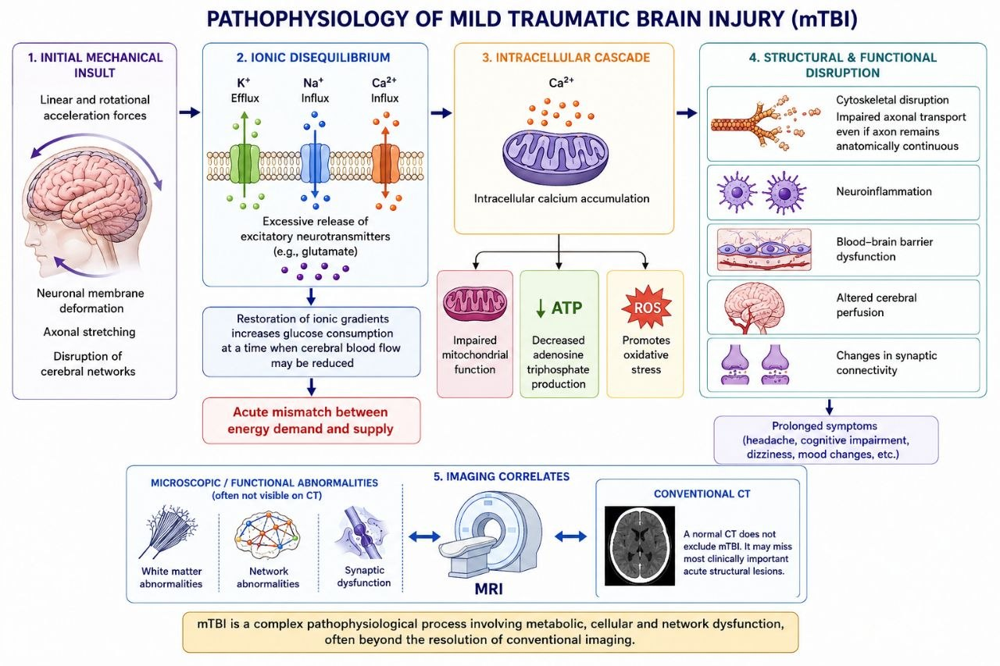 PATHOPHYSIOLOGY OF MILD TRAUMATIC BRAIN INJURY (mTBI)
1. INITIAL MECHANICAL
INSULT
Linear and rotational
acceleration forces
Neuronal membrane
deformation
Axonal stretching
Disruption of
cerebral networks
2. IONIC DISEQUILIBRIUM
K⁺
Efflux
Na⁺
Influx
Ca²⁺
Influx
Excessive release of
excitatory neurotransmitters
(e.g., glutamate)
Restoration of ionic gradients
increases glucose consumption
at a time when cerebral blood flow
may be reduced
Acute mismatch between
energy demand and supply
3. INTRACELLULAR CASCADE
Ca²⁺
Intracellular calcium accumulation
Impaired
mitochondrial
function
↓ ATP
Decreased
adenosine
triphosphate
production
ROS
Promotes
oxidative
stress
4. STRUCTURAL & FUNCTIONAL
DISRUPTION
Cytoskeletal disruption
Impaired axonal transport
even if axon remains
anatomically continuous
Neuroinflammation
Blood–brain barrier
dysfunction
Altered cerebral
perfusion
Changes in synaptic
connectivity
Prolonged symptoms
(headache, cognitive impairment,
dizziness, mood changes, etc.)
5. IMAGING CORRELATES
MICROSCOPIC / FUNCTIONAL ABNORMALITIES
(often not visible on CT)
White matter
abnormalities
Network
abnormalities
Synaptic
dysfunction
MRI
CONVENTIONAL CT
A normal CT does not
exclude mTBI. It may miss
most clinically important
acute structural lesions.
mTBI is a complex pathophysiological process involving metabolic, cellular and network dysfunction,
often beyond the resolution of conventional imaging.